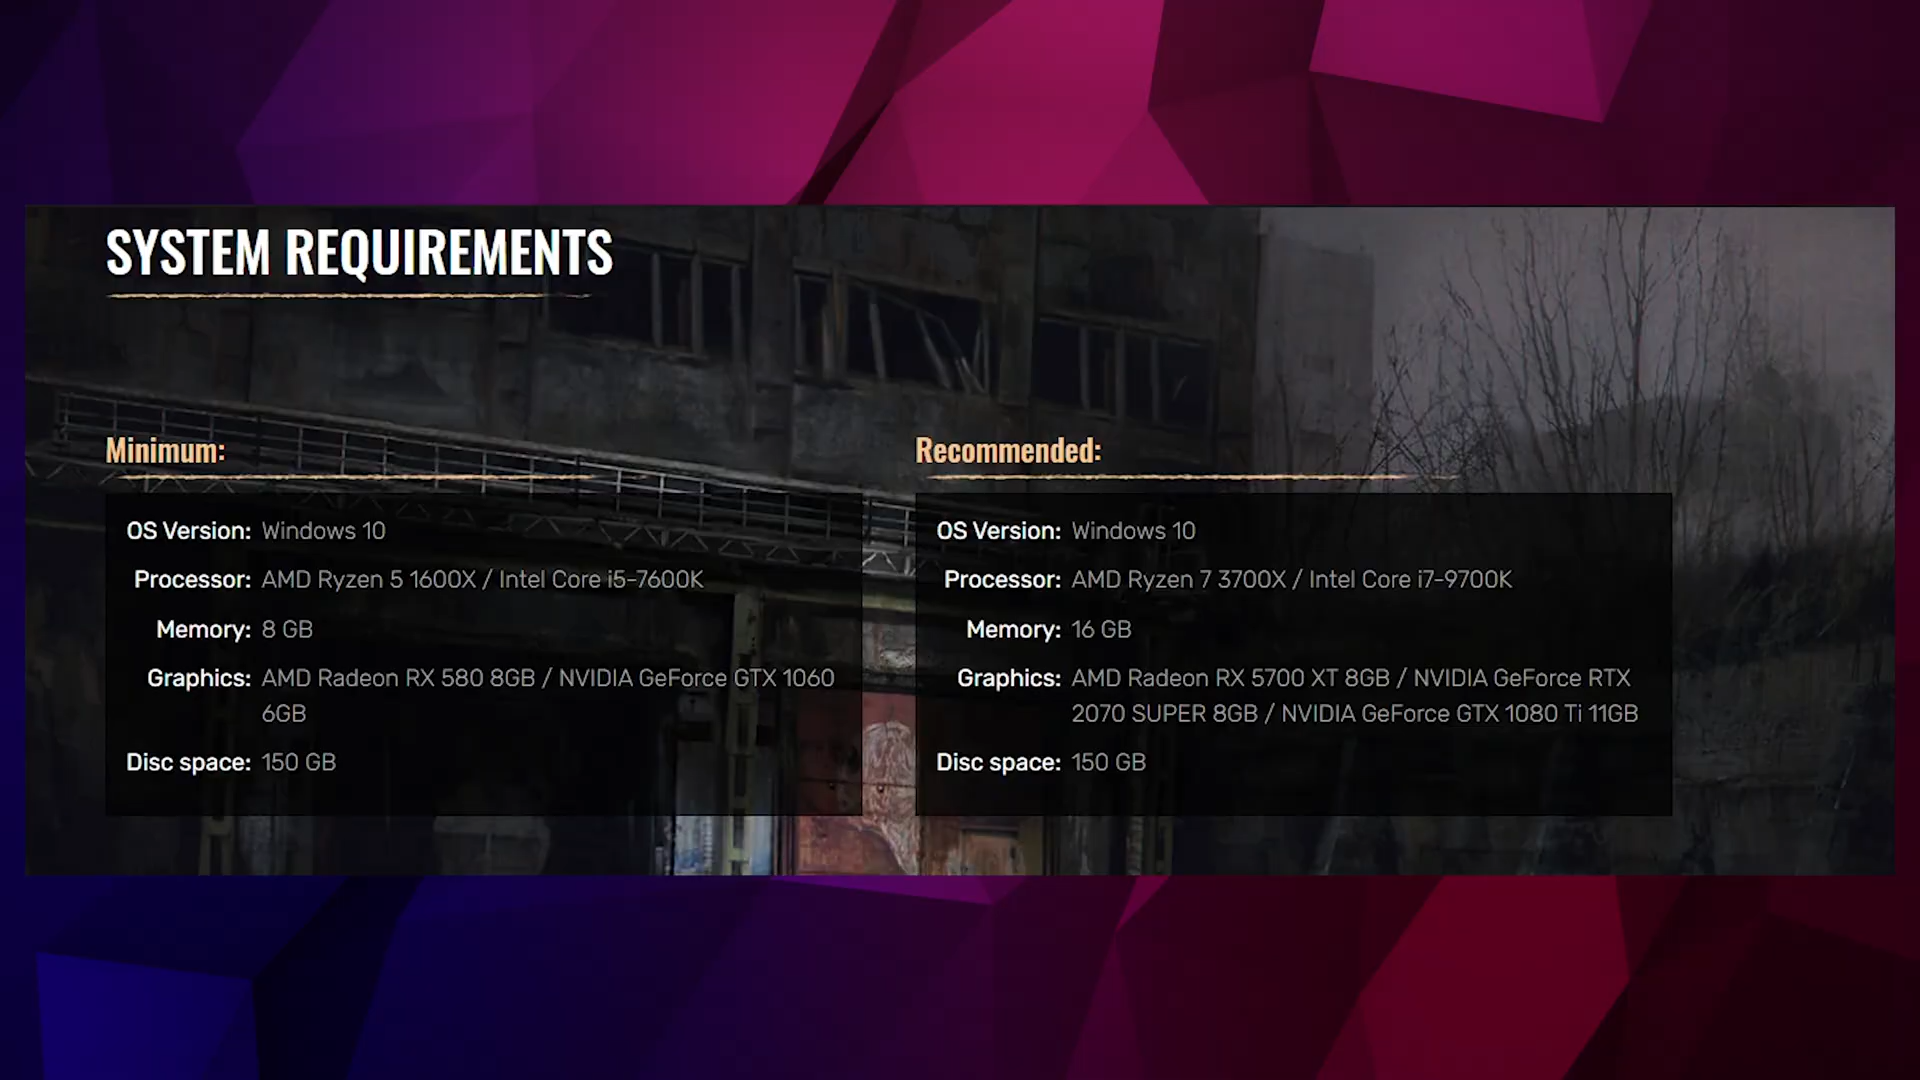 SYSTEM REQUIREMENTS
Minimum:
OS Version: Windows 10
Processor: AMD Ryzen 5 1600X / Intel Core i5-7600K
Memory: 8 GB
Graphics: AMD Radeon RX 580 8GB / NVIDIA GeForce GTX 1060
6GB
Disc space: 150 GB
Recommended:
OS Version: Windows 10
Processor: AMD Ryzen 7 3700X / Intel Core i7-9700K
Memory: 16 GB
Graphics: AMD Radeon RX 5700 XT 8GB / NVIDIA GeForce RTX
2070 SUPER 8GB / NVIDIA GeForce GTX 1080 Ti 11GB
Disc space: 150 GB